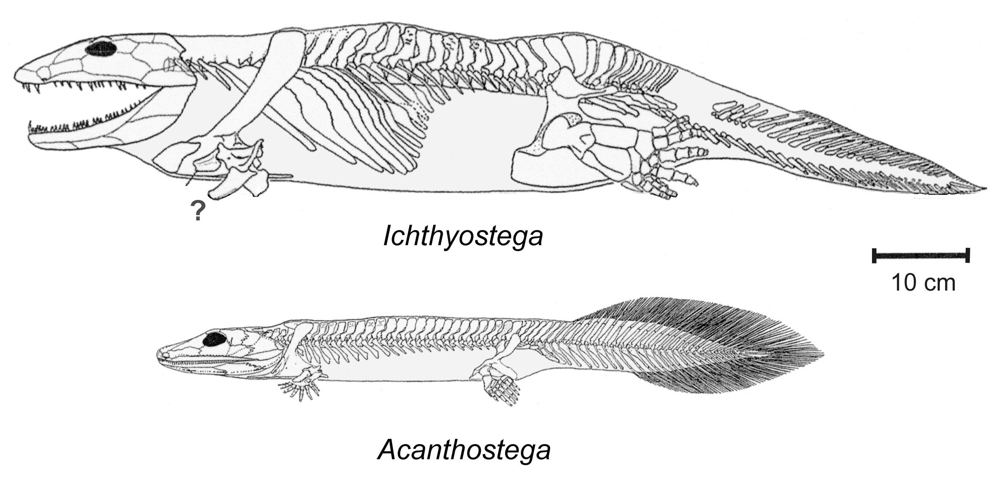 ?
Ichthyostega
10 cm
Acanthostega